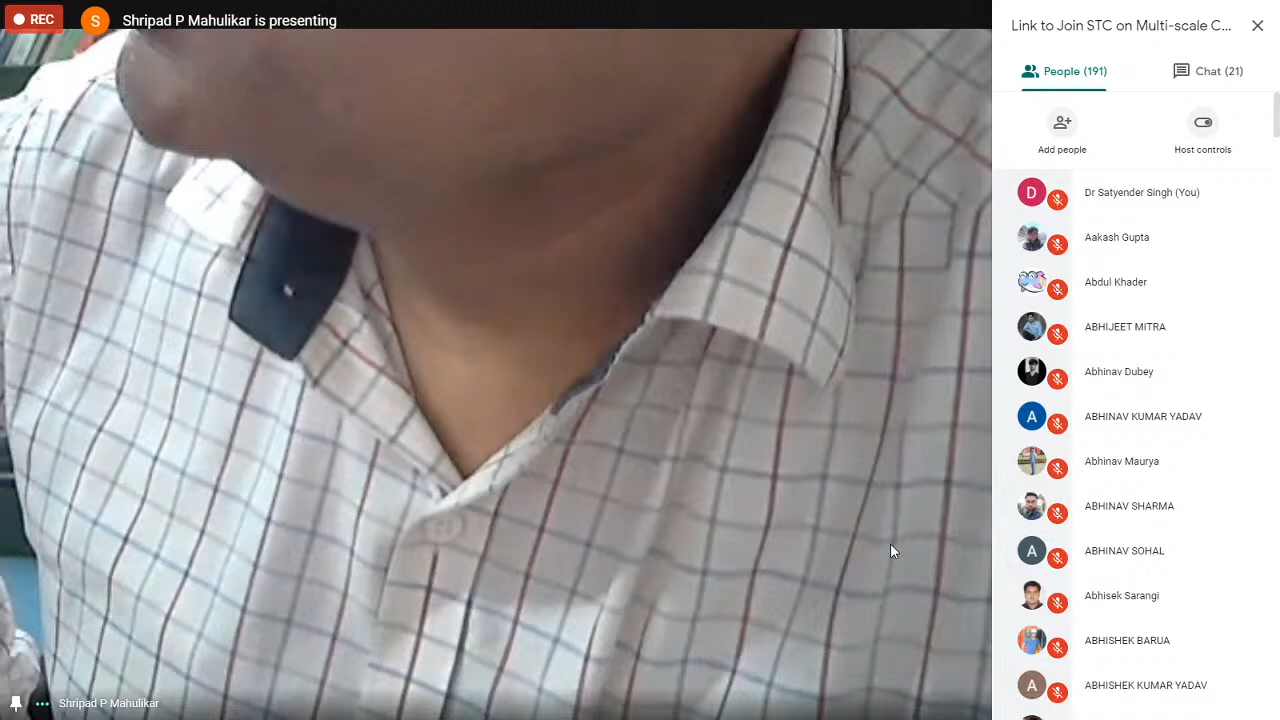 REC
S
Shripad P Mahulikar is presenting
Link to Join STC on Multi-scale C...
People (191)
Chat (21)
Add people
Host controls
D
Dr Satyender Singh (You)
Aakash Gupta
Abdul Khader
ABHIJEET MITRA
Abhinav Dubey
A
ABHINAV KUMAR YADAV
Abhinav Maurya
ABHINAV SHARMA
A
ABHINAV SOHAL
Abhisek Sarangi
ABHISHEK BARUA
A
ABHISHEK KUMAR YADAV
Shripad P Mahulikar